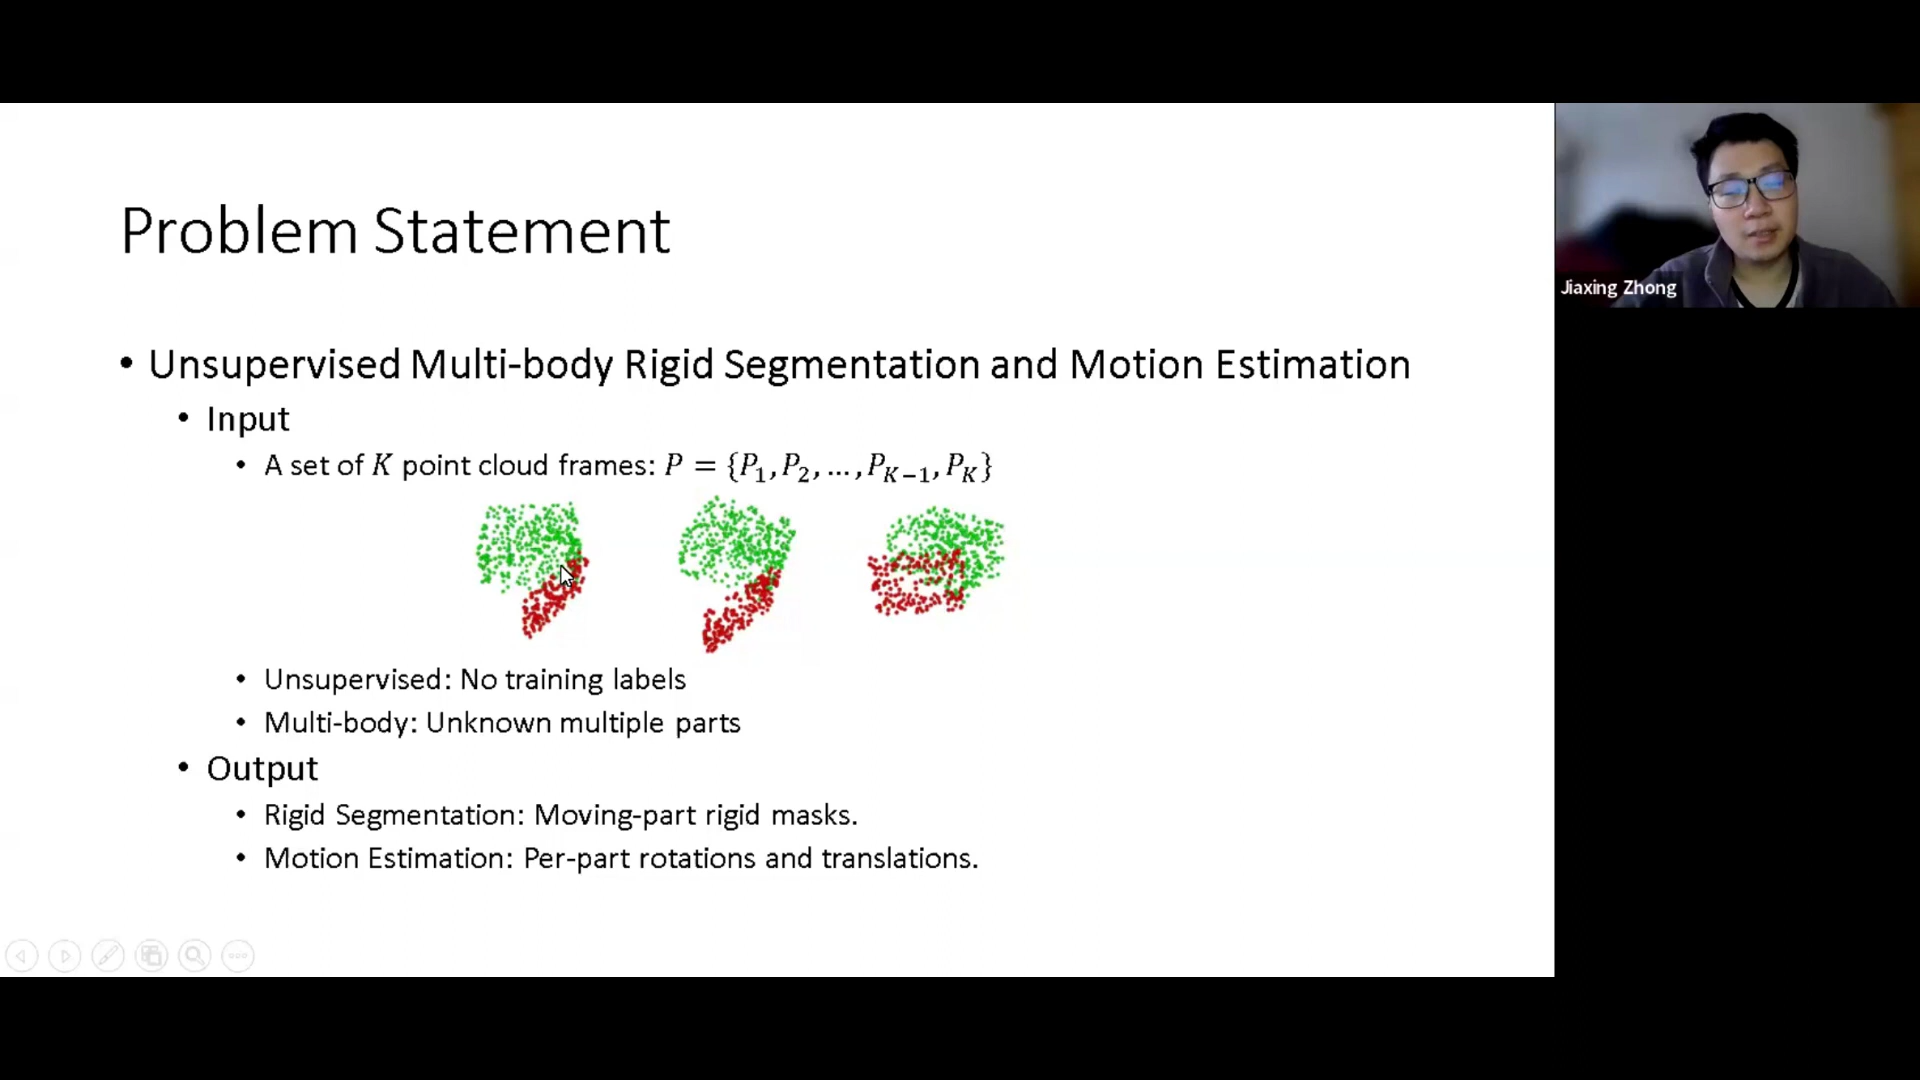 Problem Statement
• Unsupervised Multi-body Rigid Segmentation and Motion Estimation
• Input
• A set of K point cloud frames: P = {P₁, P₂, … , P_{K−1}, P_K}
• Unsupervised: No training labels
• Multi-body: Unknown multiple parts
• Output
• Rigid Segmentation: Moving-part rigid masks.
• Motion Estimation: Per-part rotations and translations.
Jiaxing Zhong